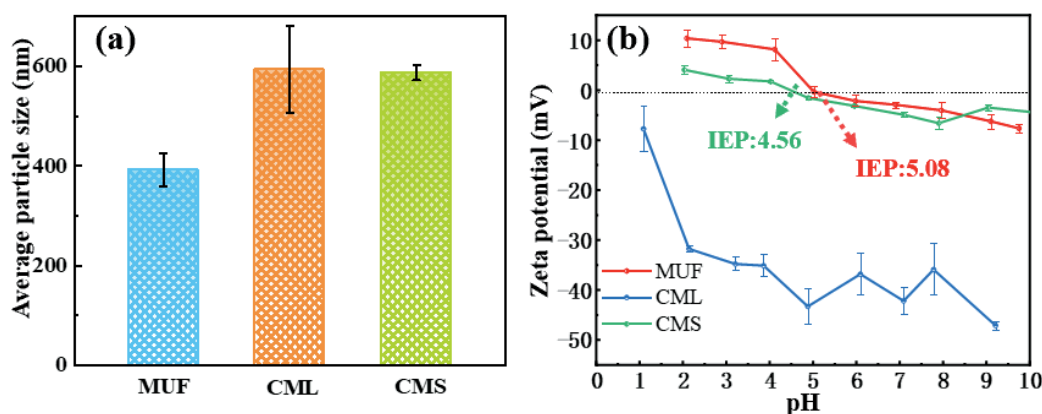 (a)
Average particle size (nm)
600
400
200
0
MUF CML CMS
(b)
Zeta potential (mV)
10
0
−10
−20
−30
−40
−50
IEP:4.56
IEP:5.08
MUF
CML
CMS
0 1 2 3 4 5 6 7 8 9 10
pH